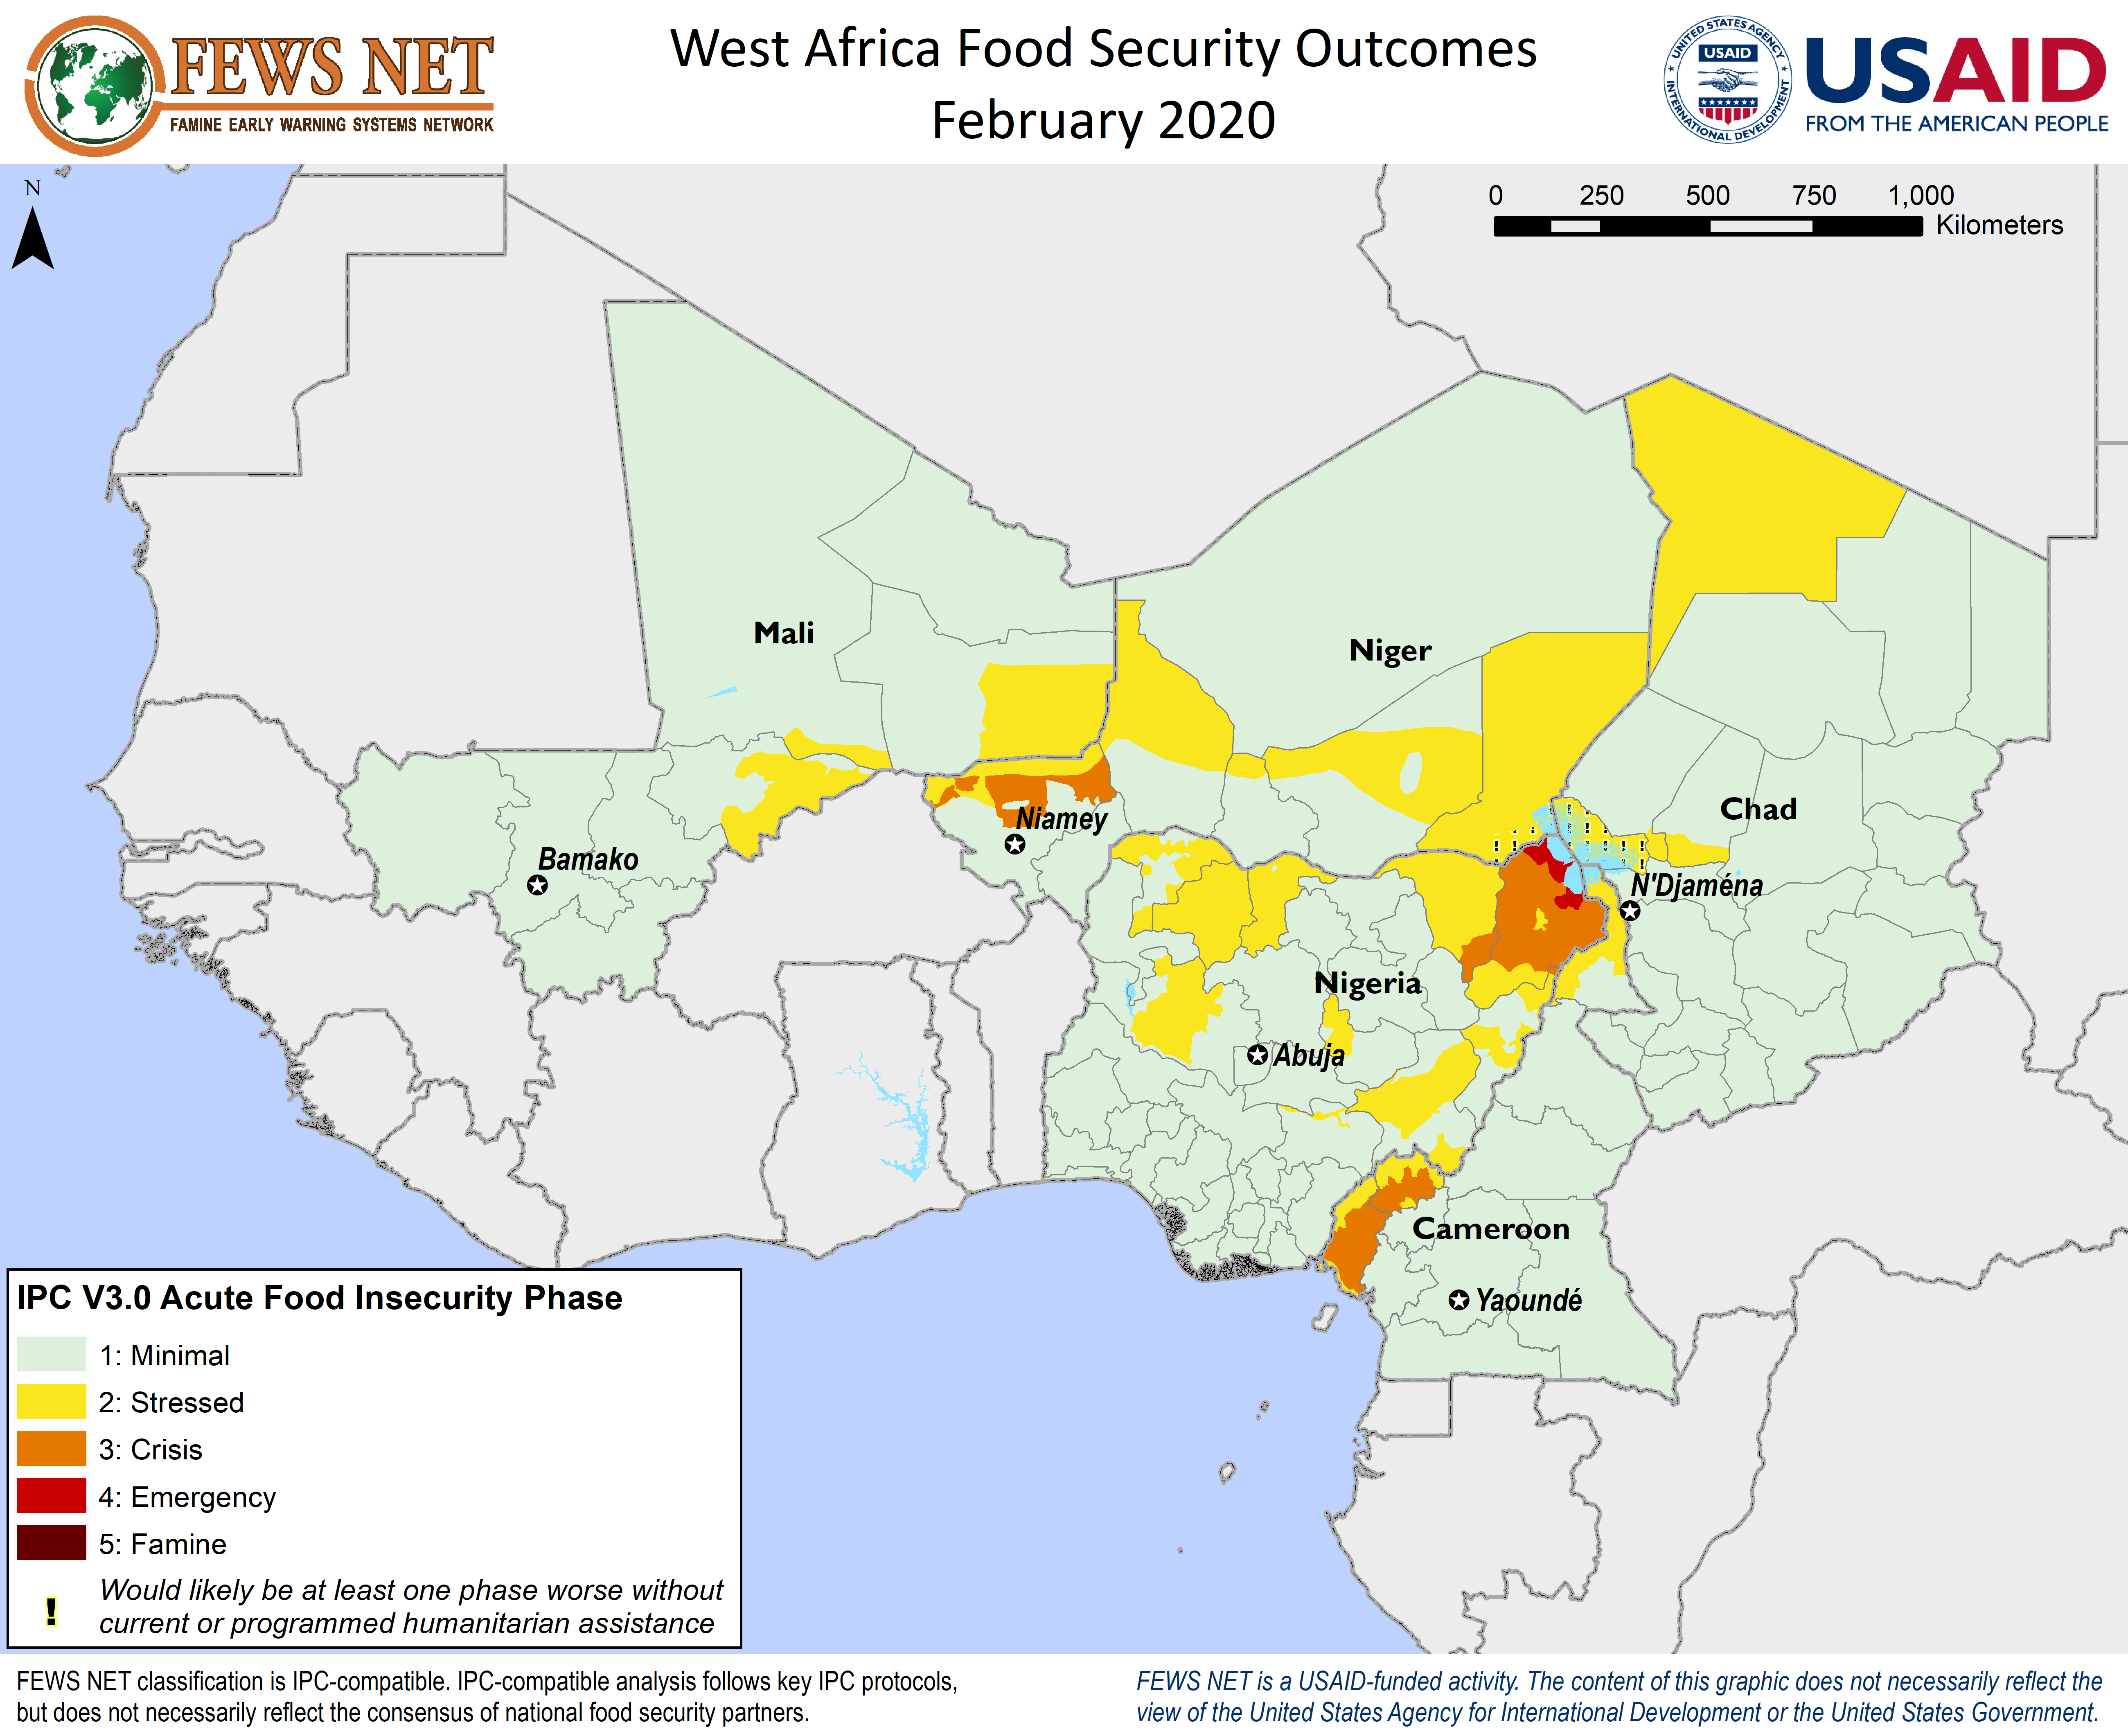 FEWS NET
FAMINE EARLY WARNING SYSTEMS NETWORK
West Africa Food Security Outcomes
February 2020
UNITED STATES AGENCY
USAID
INTERNATIONAL DEVELOPMENT
USAID
FROM THE AMERICAN PEOPLE
N
0 250 500 750 1,000
Kilometers
Mali
Niger
Chad
Niamey
Bamako
N'Djaména
Nigeria
Abuja
Cameroon
Yaoundé
IPC V3.0 Acute Food Insecurity Phase
1: Minimal
2: Stressed
3: Crisis
4: Emergency
5: Famine
! Would likely be at least one phase worse without
current or programmed humanitarian assistance
FEWS NET classification is IPC-compatible. IPC-compatible analysis follows key IPC protocols,
but does not necessarily reflect the consensus of national food security partners.
FEWS NET is a USAID-funded activity. The content of this graphic does not necessarily reflect the
view of the United States Agency for International Development or the United States Government.